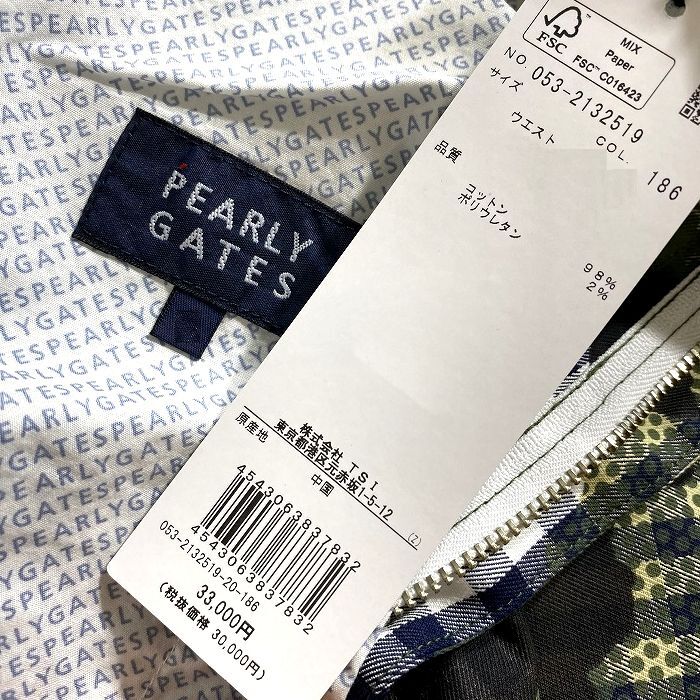 PEARLY
GATES
FSC
MIX
Paper
FSC™ C016423
NO. 053-2132519
サイズ
COL. 186
ウエスト
品質
コットン 98%
ポリウレタン 2%
株式会社 TSI
東京都港区元赤坂1-5-12
原産地 中国 (Z)
4543063837832
4543063837832
053-2132519-20-186
33,000円
(税抜価格 30,000円)
PEARLYGATESPEARLYGATES